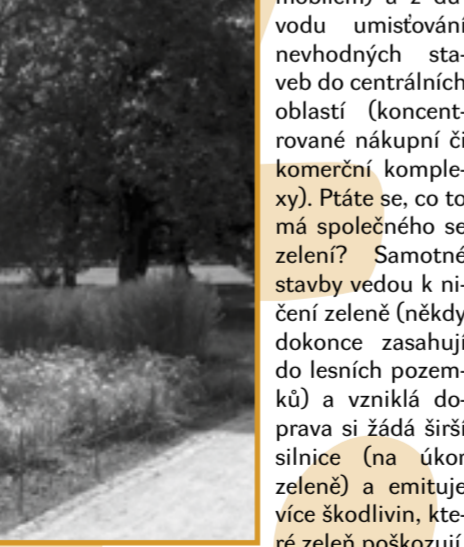 mobilem) a z dů-
vodu umisťování
nevhodných sta-
veb do centrálních
oblastí (koncent-
rované nákupní či
komerční komple-
xy). Ptáte se, co to
má společného se
zelení? Samotné
stavby vedou k ni-
čení zeleně (někdy
dokonce zasahují
do lesních pozem-
ků) a vzniklá do-
prava si žádá širší
silnice (na úkor
zeleně) a emituje
více škodlivin, kte-
ré zeleň poškozují.